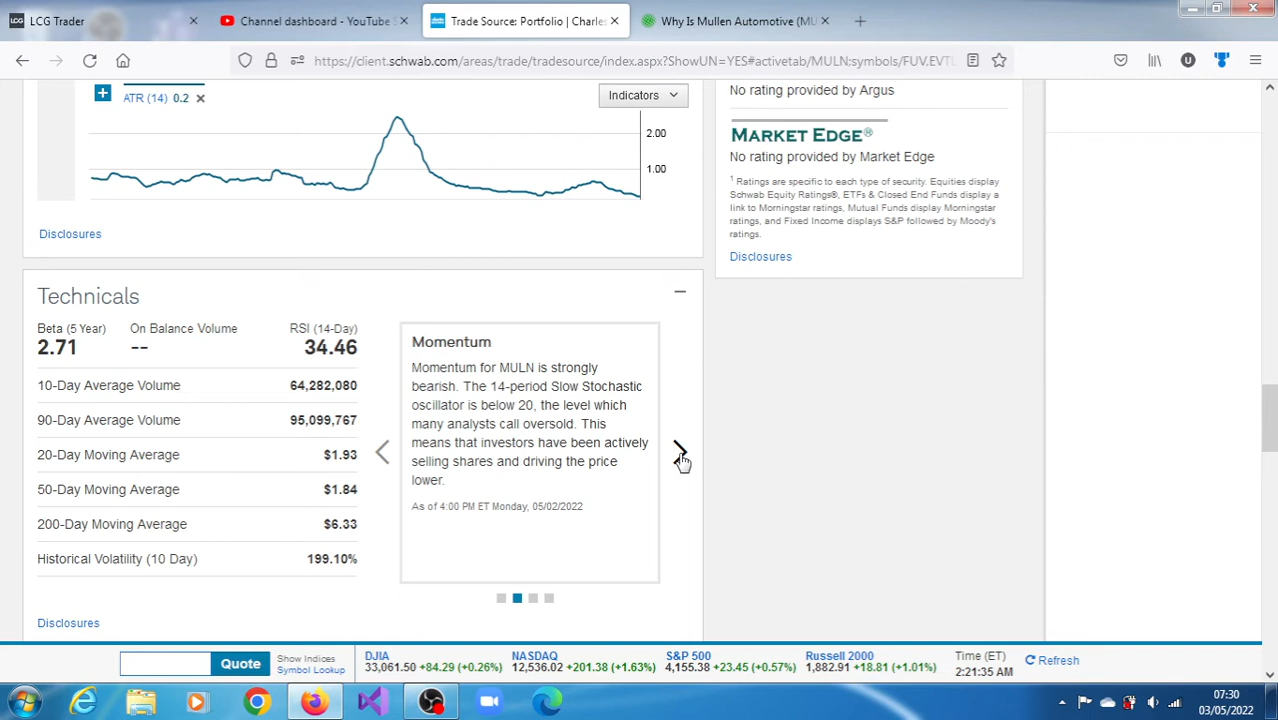 LCG Trader
Channel dashboard - YouTube S
Trade Source: Portfolio | Charles
Why Is Mullen Automotive (MU
https://client.schwab.com/areas/trade/tradesource/index.aspx?ShowUN=YES#activetab/MULN:symbols/FUV,EVTL
ATR (14) 0.2
Indicators
2.00
1.00
Disclosures
No rating provided by Argus
MARKET EDGE®
No rating provided by Market Edge
1 Ratings are specific to each type of security. Equities display
Schwab Equity Ratings®, ETFs & Closed End Funds display a
link to Morningstar ratings, Mutual Funds display Morningstar
ratings, and Fixed Income displays S&P followed by Moody's
ratings.
Disclosures
Technicals
Beta (5 Year)
On Balance Volume
RSI (14-Day)
2.71
--
34.46
10-Day Average Volume 64,282,080
90-Day Average Volume 95,099,767
20-Day Moving Average $1.93
50-Day Moving Average $1.84
200-Day Moving Average $6.33
Historical Volatility (10 Day) 199.10%
Momentum
Momentum for MULN is strongly
bearish. The 14-period Slow Stochastic
oscillator is below 20, the level which
many analysts call oversold. This
means that investors have been actively
selling shares and driving the price
lower.
As of 4:00 PM ET Monday, 05/02/2022
Disclosures
Quote
Show Indices
Symbol Lookup
DJIA
33,061.50 +84.29 (+0.26%)
NASDAQ
12,536.02 +201.38 (+1.63%)
S&P 500
4,155.38 +23.45 (+0.57%)
Russell 2000
1,882.91 +18.81 (+1.01%)
Time (ET)
2:21:35 AM
Refresh
07:30
03/05/2022